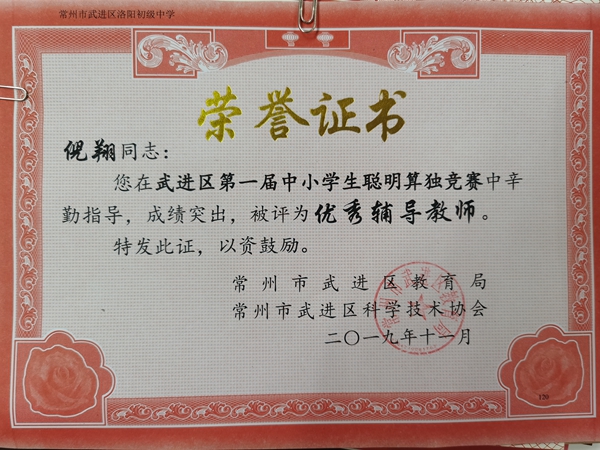 常州市武进区洛阳初级中学
荣誉证书
倪翔同志：
您在武进区第一届中小学生聪明算独竞赛中辛
勤指导，成绩突出，被评为优秀辅导教师。
特发此证，以资鼓励。
常州市武进区教育局
常州市武进区科学技术协会
二〇一九年十一月
120